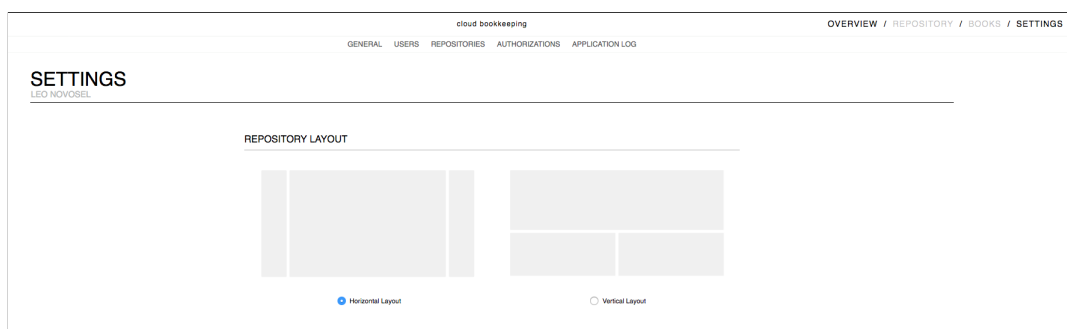 cloud bookkeeping
OVERVIEW / REPOSITORY / BOOKS / SETTINGS
GENERAL USERS REPOSITORIES AUTHORIZATIONS APPLICATION LOG
SETTINGS
LEO NOVOSEL
REPOSITORY LAYOUT
Horizontal Layout
Vertical Layout